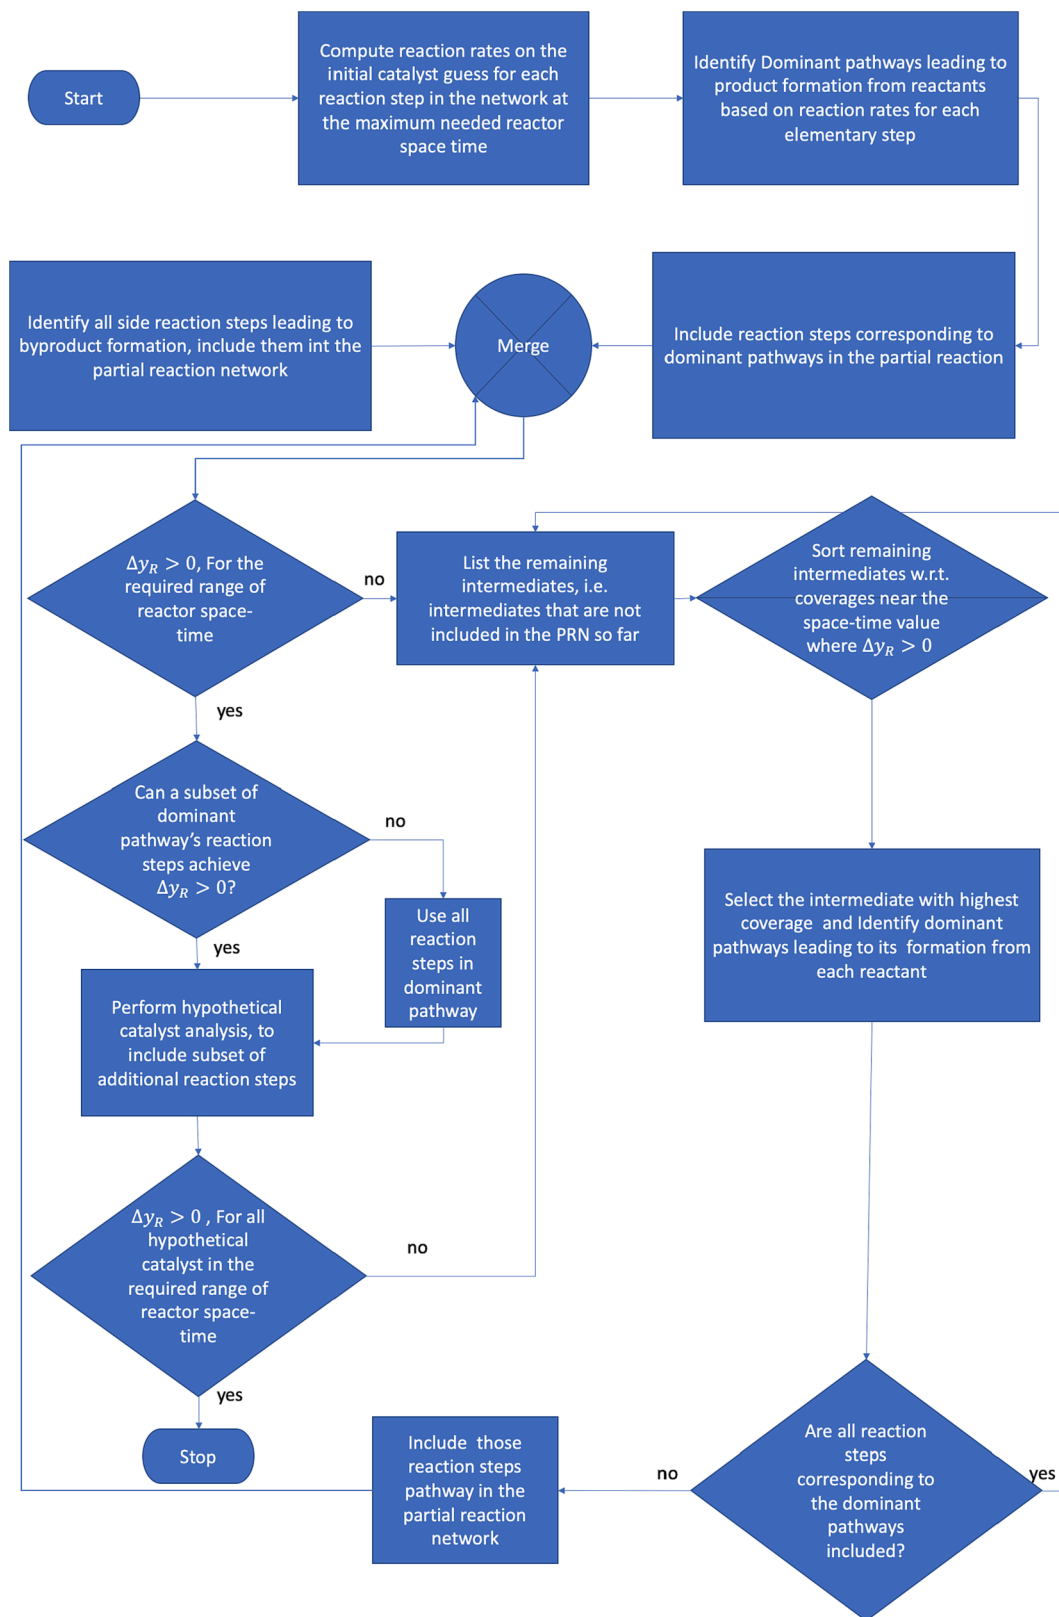 Start
Compute reaction rates on the
initial catalyst guess for each
reaction step in the network at
the maximum needed reactor
space time
Identify Dominant pathways leading to
product formation from reactants
based on reaction rates for each
elementary step
Identify all side reaction steps leading to
byproduct formation, include them int the
partial reaction network
Merge
Include reaction steps corresponding to
dominant pathways in the partial reaction
Δy_R > 0, For the
required range of
reactor space-
time
no
List the remaining
intermediates, i.e.
intermediates that are not
included in the PRN so far
Sort remaining
intermediates w.r.t.
coverages near the
space-time value
where Δy_R > 0
yes
Can a subset of
dominant
pathway's reaction
steps achieve
Δy_R > 0?
no
Use all
reaction
steps in
dominant
pathway
yes
Select the intermediate with highest
coverage and Identify dominant
pathways leading to its formation from
each reactant
Perform hypothetical
catalyst analysis, to
include subset of
additional reaction steps
Δy_R > 0 , For all
hypothetical
catalyst in the
required range of
reactor space-
time
no
yes
Stop
Include those
reaction steps
pathway in the
partial reaction
network
no
Are all reaction
steps
corresponding to
the dominant
pathways
included?
yes